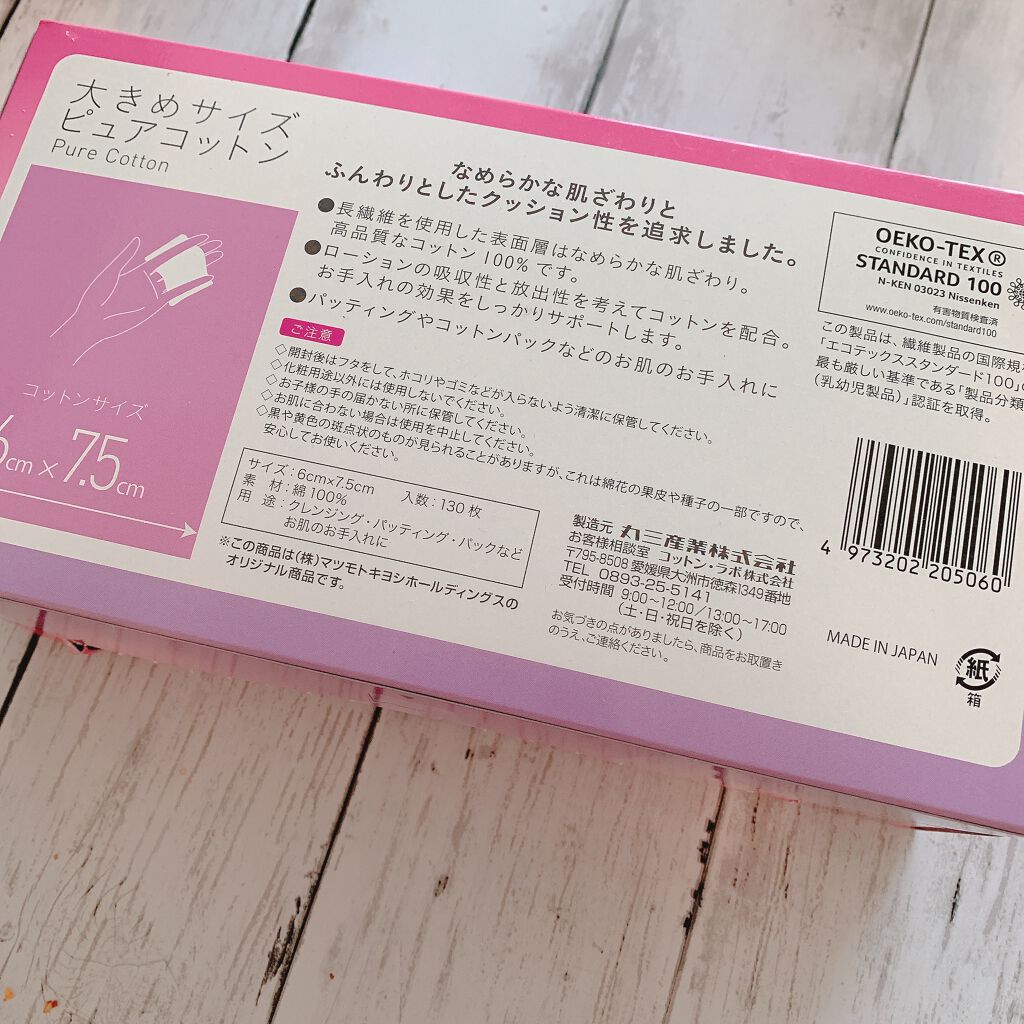 大きめサイズ
ピュアコットン
Pure Cotton
コットンサイズ
6cm×7.5cm
なめらかな肌ざわりと
ふんわりとしたクッション性を追求しました。
●長繊維を使用した表面層はなめらかな肌ざわり。
高品質なコットン100%です。
●ローションの吸収性と放出性を考えてコットンを配合。
お手入れの効果をしっかりサポートします。
●パッティングやコットンパックなどのお肌のお手入れに
ご注意
◇開封後はフタをして、ホコリやゴミなどが入らないよう清潔に保管してください。
◇化粧用途以外には使用しないでください。
◇お子様の手の届かない所に保管してください。
◇お肌に合わない場合は使用を中止してください。
◇黒や黄色の斑点状のものが見られることがありますが、これは綿花の果皮や種子の一部ですので、
安心してお使いください。
サイズ:6cm×7.5cm 入数:130枚
素 材:綿100%
用 途:クレンジング・パッティング・パックなど
お肌のお手入れに
※この商品は(株)マツモトキヨシホールディングスの
オリジナル商品です。
製造元 丸三産業株式会社
お客様相談室 コットン・ラボ株式会社
〒795-8508 愛媛県大洲市徳森1349番地
TEL 0893-25-5141
受付時間 9:00~12:00/13:00~17:00
(土・日・祝日を除く)
お気づきの点がありましたら、商品をお取置き
のうえ、ご連絡ください。
OEKO-TEX®
CONFIDENCE IN TEXTILES
STANDARD 100
N-KEN 03023 Nissenken
有害物質検査済
www.oeko-tex.com/standard100
この製品は、繊維製品の国際規
「エコテックススタンダード100」
最も厳しい基準である「製品分類
(乳幼児製品)」認証を取得。
4 973202 205060
MADE IN JAPAN
紙
箱